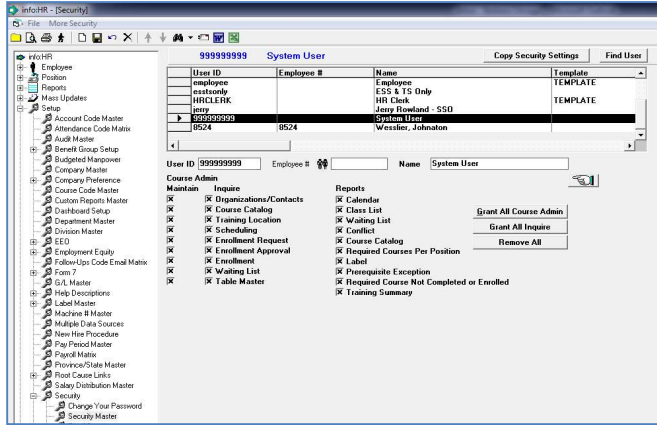 info:HR - [Security]
File More Security
info:HR
Employee
Position
Reports
Mass Updates
Setup
Account Code Master
Attendance Code Matrix
Audit Master
Benefit Group Setup
Budgeted Manpower
Company Master
Company Preference
Course Code Master
Custom Reports Master
Dashboard Setup
Department Master
Division Master
EEO
Employment Equity
Follow-Ups Code Email Matrix
Form 7
G/L Master
Help Descriptions
Label Master
Machine # Master
Multiple Data Sources
New Hire Procedure
Pay Period Master
Payroll Matrix
Province/State Master
Root Cause Links
Salary Distribution Master
Security
Change Your Password
Security Master
999999999 System User Copy Security Settings Find User
User ID Employee # Name Template
employee Employee TEMPLATE
esstsonly ESS & TS Only
HRCLERK HR Clerk TEMPLATE
jerry Jerry Rowland - SSO
999999999 System User
8524 8524 Wesslier, Johnaton
User ID 999999999 Employee # Name System User
Course Admin
Maintain Inquire Reports
Organizations/Contacts Calendar
Course Catalog Class List Grant All Course Admin
Training Location Waiting List
Scheduling Conflict Grant All Inquire
Enrollment Request Course Catalog
Enrollment Approval Required Courses Per Position Remove All
Enrollment Label
Waiting List Prerequisite Exception
Table Master Required Course Not Completed or Enrolled
Training Summary